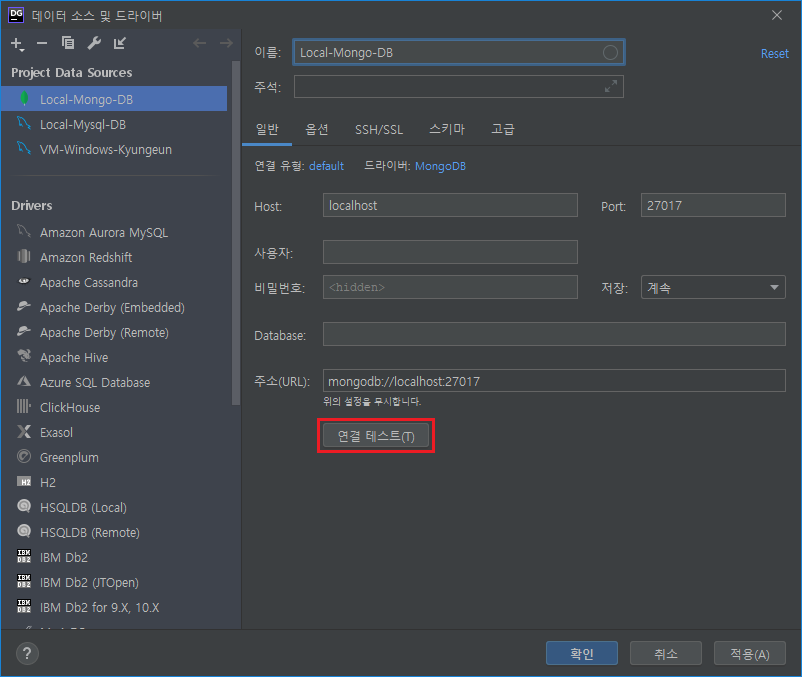 DG 데이터 소스 및 드라이버
Project Data Sources
Local-Mongo-DB
Local-Mysql-DB
VM-Windows-Kyungeun
Drivers
Amazon Aurora MySQL
Amazon Redshift
Apache Cassandra
Apache Derby (Embedded)
Apache Derby (Remote)
Apache Hive
Azure SQL Database
ClickHouse
Exasol
Greenplum
H2 H2
HSQLDB (Local)
HSQLDB (Remote)
IBM DB2 IBM Db2
IBM DB2 IBM Db2 (JTOpen)
IBM DB2 IBM Db2 for 9.X, 10.X
이름: Local-Mongo-DB
Reset
주석:
일반 옵션 SSH/SSL 스키마 고급
연결 유형: default 드라이버: MongoDB
Host: localhost Port: 27017
사용자:
비밀번호: <hidden> 저장: 계속
Database:
주소(URL): mongodb://localhost:27017
위의 설정을 무시합니다.
연결 테스트(T)
? 확인 취소 적용(A)